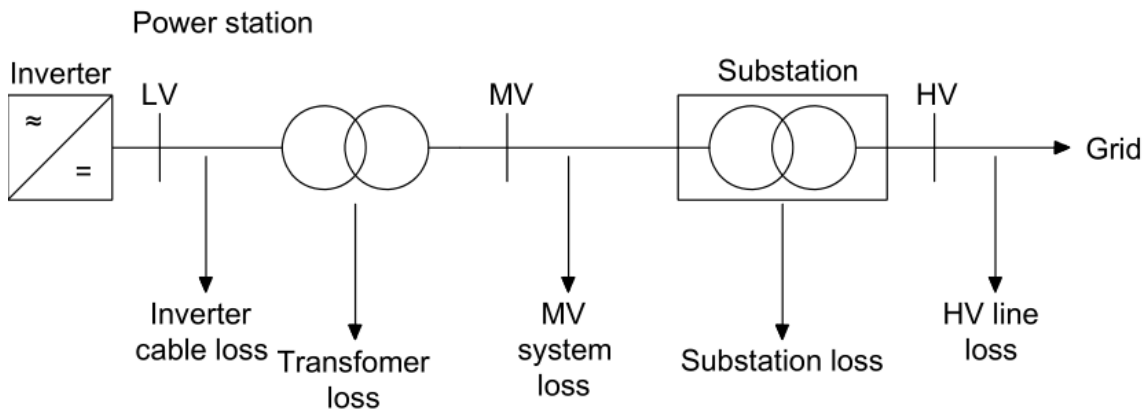 Power station
Inverter
LV
MV
Substation
HV
≈
=
Grid
Inverter
cable loss
Transfomer
loss
MV
system
loss
Substation loss
HV line
loss